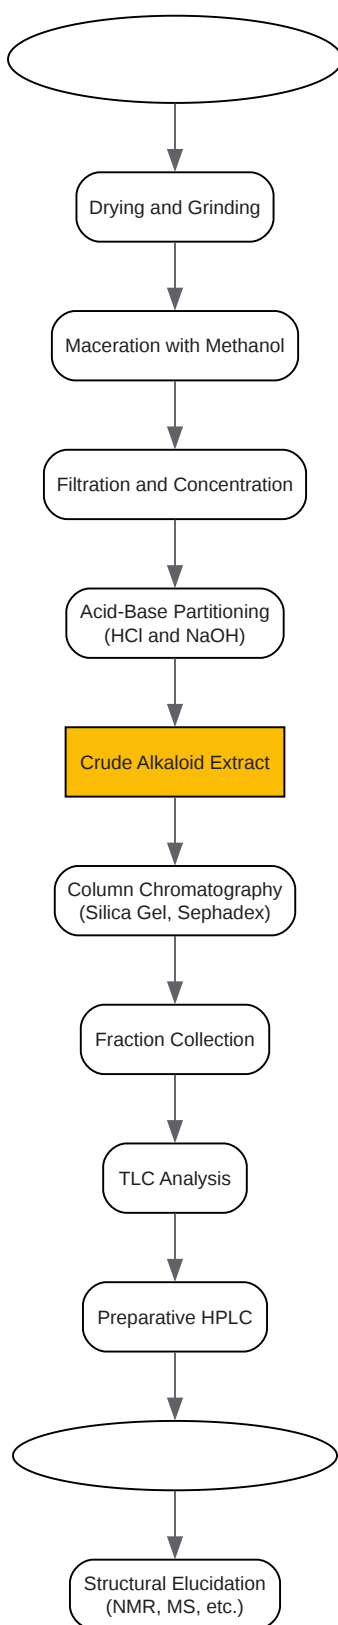 Drying and Grinding
Maceration with Methanol
Filtration and Concentration
Acid-Base Partitioning
(HCl and NaOH)
Crude Alkaloid Extract
Column Chromatography
(Silica Gel, Sephadex)
Fraction Collection
TLC Analysis
Preparative HPLC
Structural Elucidation
(NMR, MS, etc.)